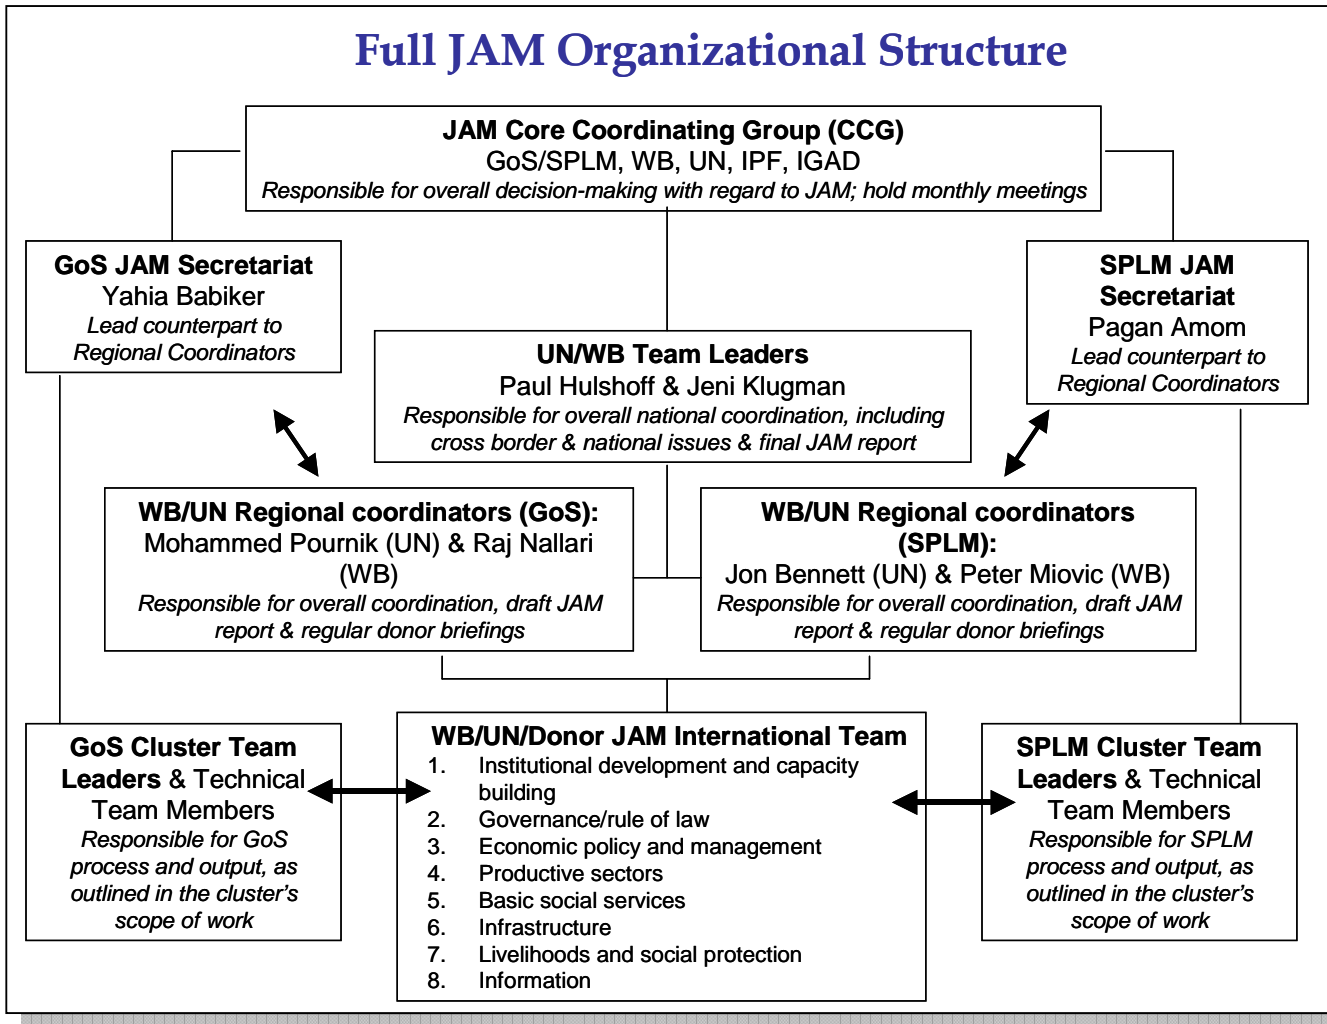 Full JAM Organizational Structure
JAM Core Coordinating Group (CCG)
GoS/SPLM, WB, UN, IPF, IGAD
Responsible for overall decision-making with regard to JAM; hold monthly meetings
GoS JAM Secretariat
Yahia Babiker
Lead counterpart to
Regional Coordinators
SPLM JAM
Secretariat
Pagan Amom
Lead counterpart to
Regional Coordinators
UN/WB Team Leaders
Paul Hulshoff & Jeni Klugman
Responsible for overall national coordination, including
cross border & national issues & final JAM report
WB/UN Regional coordinators (GoS):
Mohammed Pournik (UN) & Raj Nallari
(WB)
Responsible for overall coordination, draft JAM
report & regular donor briefings
WB/UN Regional coordinators
(SPLM):
Jon Bennett (UN) & Peter Miovic (WB)
Responsible for overall coordination, draft JAM
report & regular donor briefings
GoS Cluster Team
Leaders & Technical
Team Members
Responsible for GoS
process and output, as
outlined in the cluster's
scope of work
WB/UN/Donor JAM International Team
1. Institutional development and capacity
building
2. Governance/rule of law
3. Economic policy and management
4. Productive sectors
5. Basic social services
6. Infrastructure
7. Livelihoods and social protection
8. Information
SPLM Cluster Team
Leaders & Technical
Team Members
Responsible for SPLM
process and output, as
outlined in the cluster's
scope of work